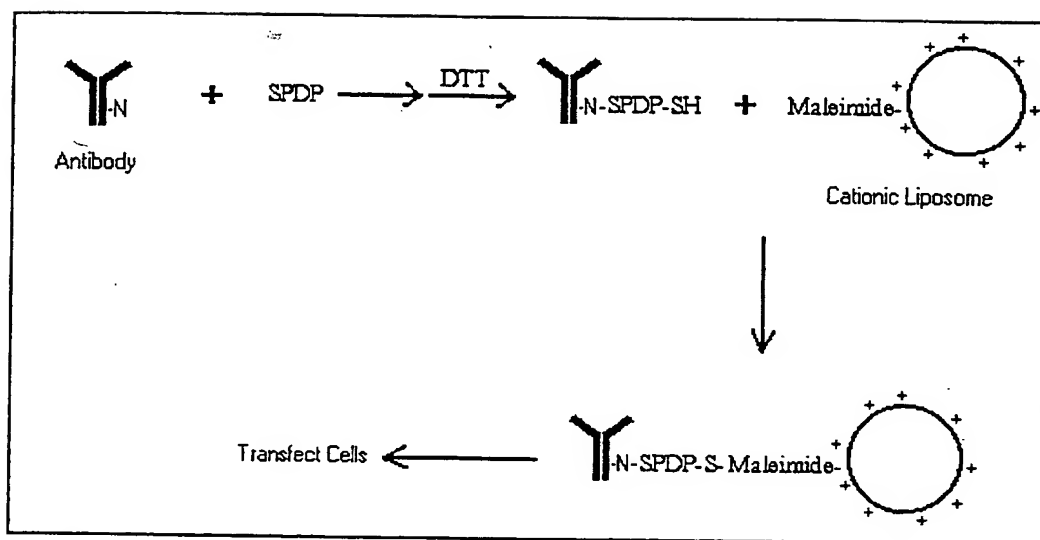 + SPDP DTT
-N -N-SPDP-SH + Maleimide-
Antibody
Cationic Liposome
Transfect Cells -N-SPDP-S-Maleimide-